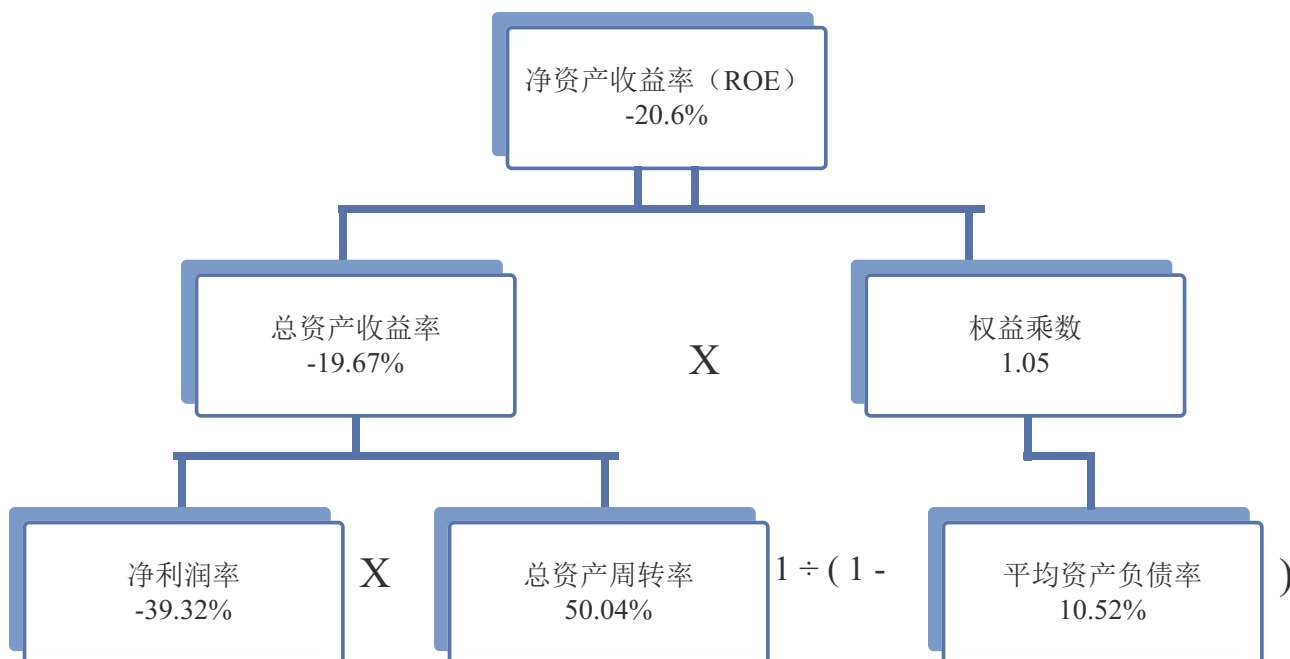 净资产收益率（ROE）
-20.6%
总资产收益率
-19.67%
X
权益乘数
1.05
净利润率
-39.32%
X
总资产周转率
50.04%
1 ÷ ( 1 -
平均资产负债率
10.52%
)